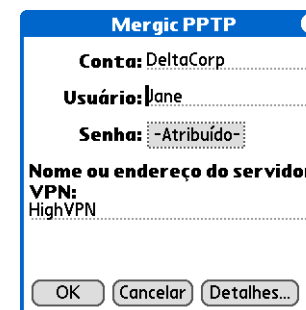 Mergic PPTP
Conta: DeltaCorp
Usuário: Jane
Senha: -Atribuído-
Nome ou endereço do servidor
VPN:
HighVPN
OK Cancelar Detalhes...